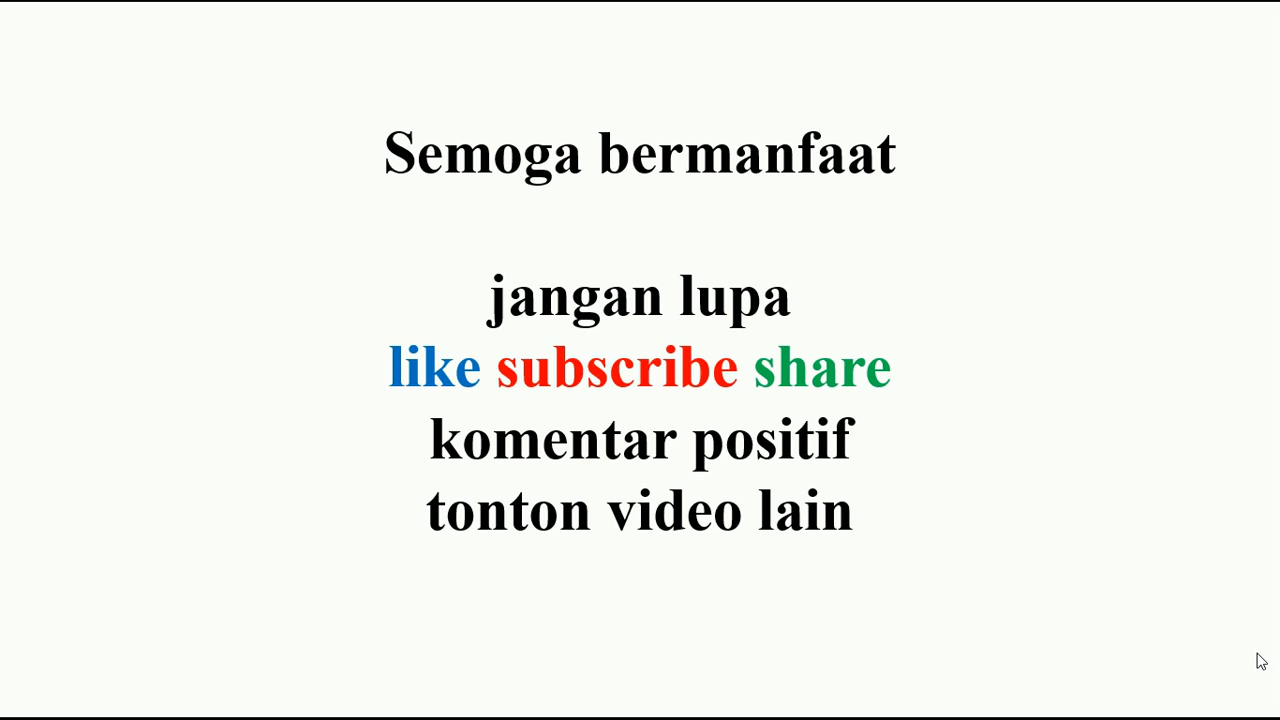 Semoga bermanfaat
jangan lupa
like subscribe share
komentar positif
tonton video lain